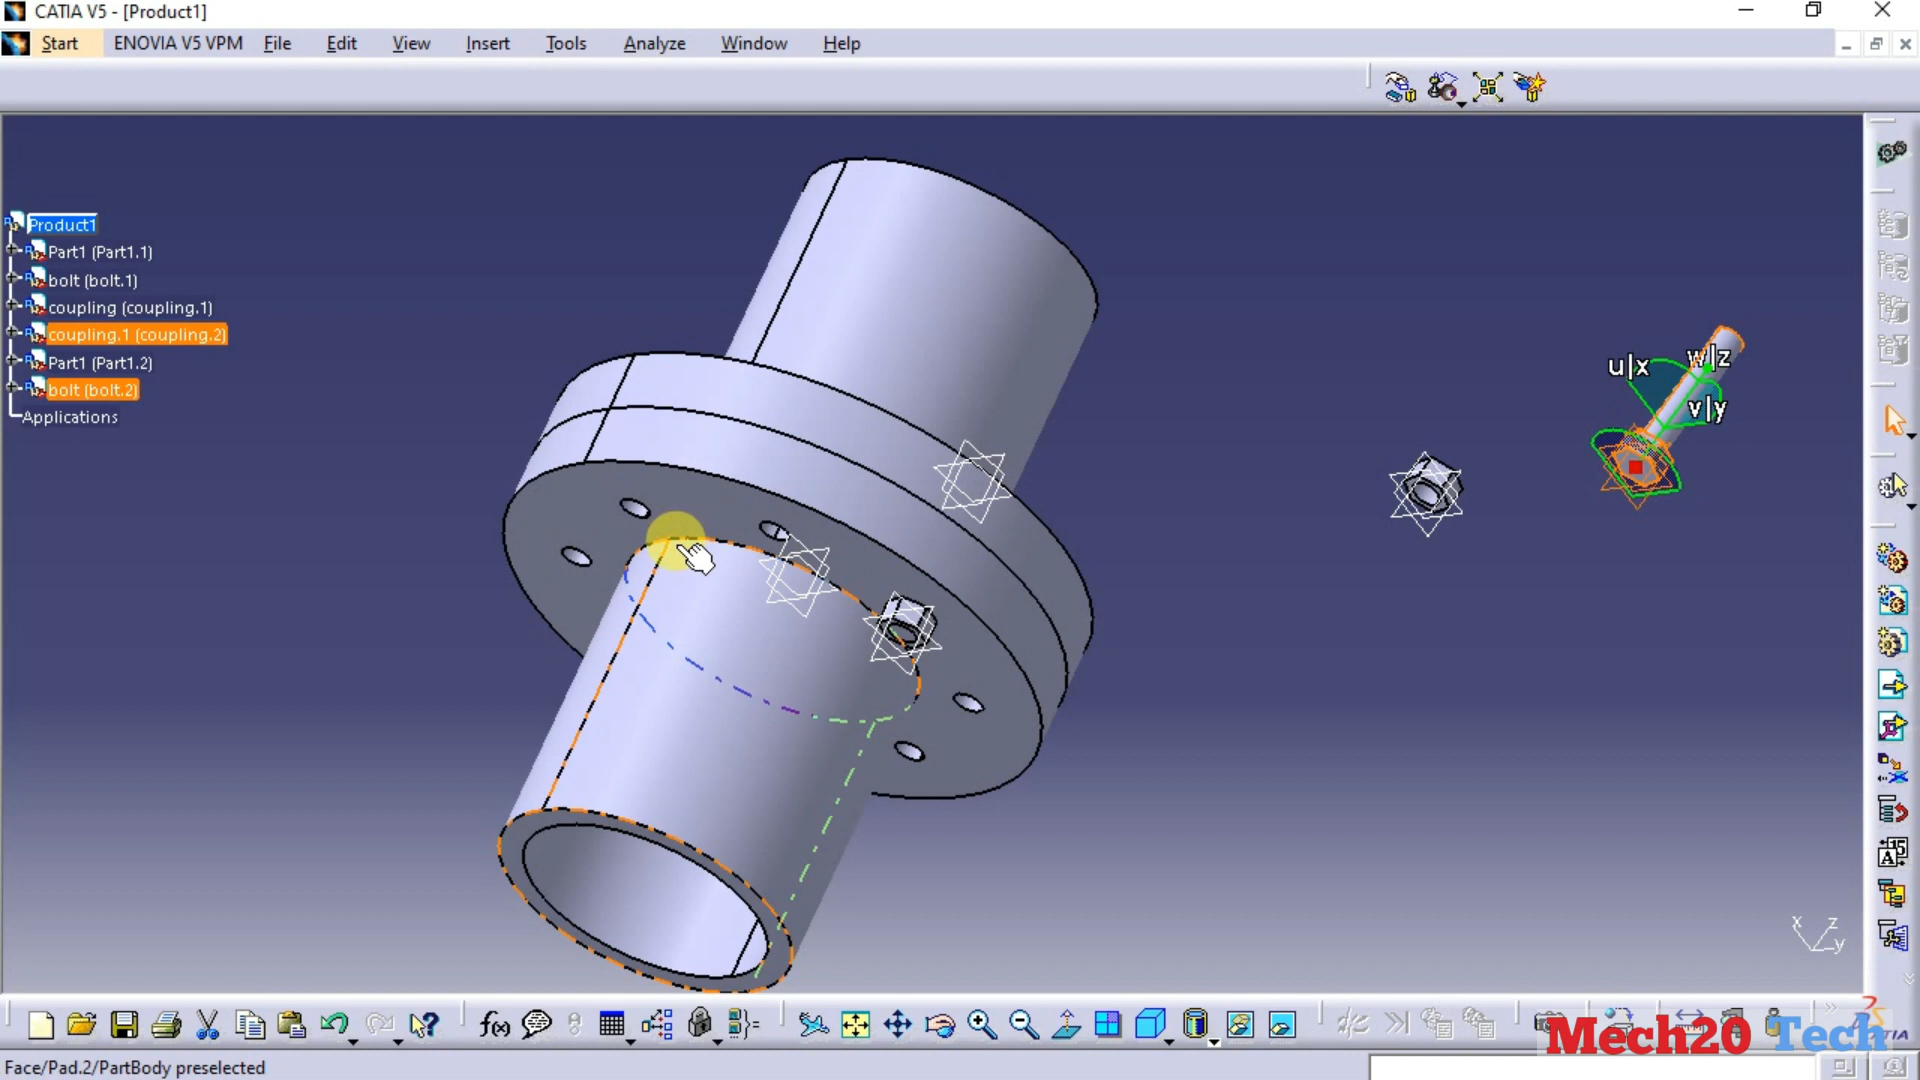 CATIA V5 - [Product1]
Start ENOVIA V5 VPM File Edit View Insert Tools Analyze Window Help
Product1
Part1 (Part1.1)
bolt (bolt.1)
coupling (coupling.1)
coupling.1 (coupling.2)
Part1 (Part1.2)
bolt (bolt.2)
Applications
u|x w|z
v|y
x z
y
f(x)
Mech20 Tech
Face/Pad.2/PartBody preselected